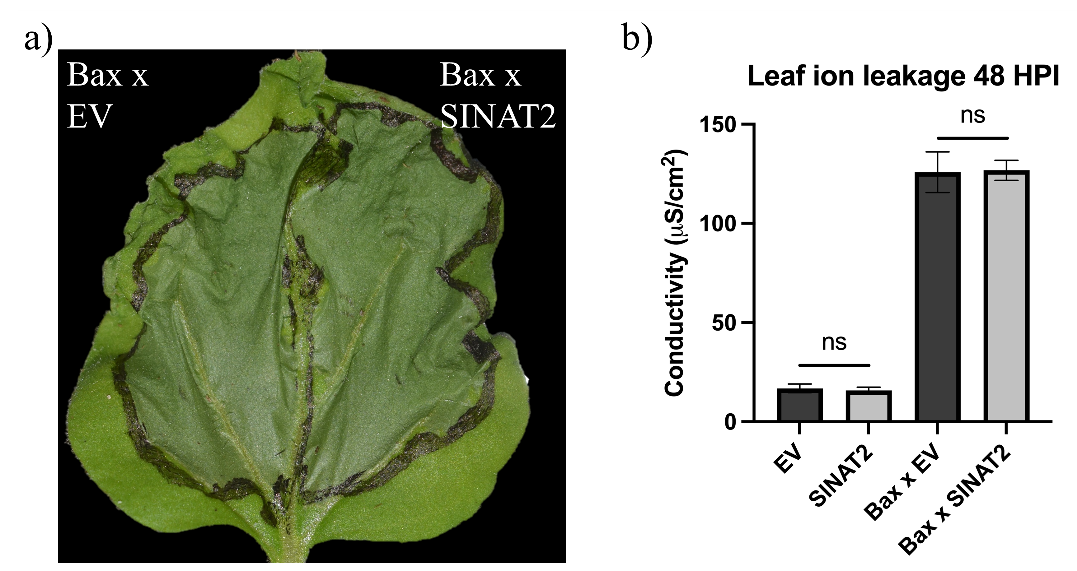 a)
Bax x
EV
Bax x
SINAT2
b)
Leaf ion leakage 48 HPI
Conductivity (µS/cm²)
150
100
50
0
ns
ns
EV
SINAT2
Bax x EV
Bax x SINAT2